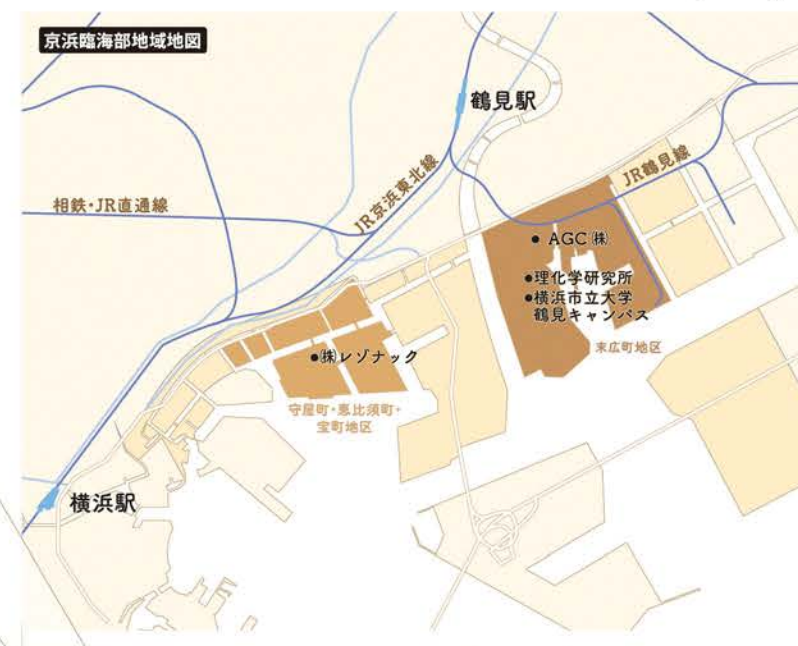 京浜臨海部地域地図
鶴見駅
JR鶴見線
相鉄・JR直通線
JR京浜東北線
AGC㈱
理化学研究所
横浜市立大学
鶴見キャンパス
末広町地区
㈱レゾナック
守屋町・恵比須町・
宝町地区
横浜駅